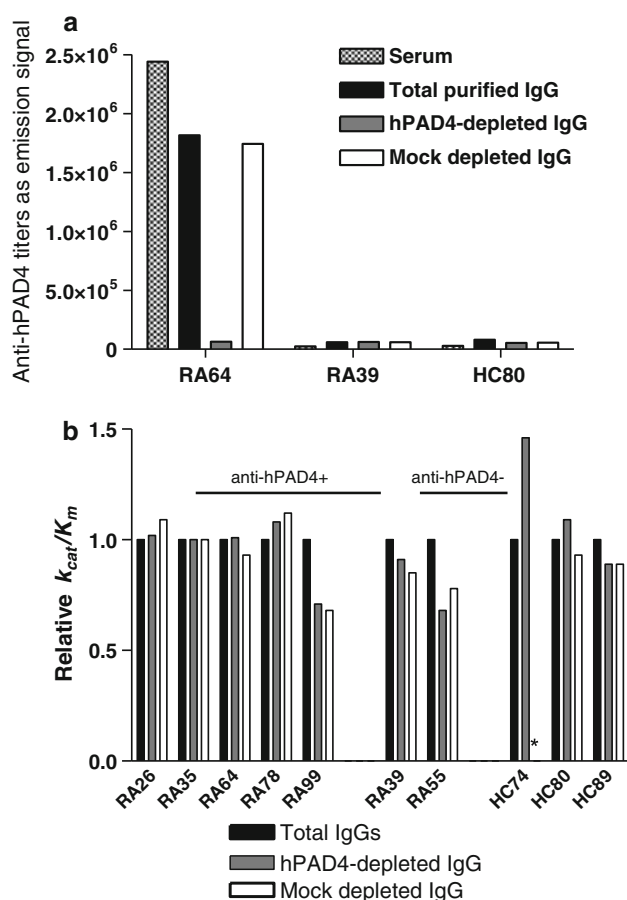 a
Anti-hPAD4 titers as emission signal
2.5×10⁶
2.0×10⁶
1.5×10⁶
1.0×10⁶
5.0×10⁵
0
Serum
Total purified IgG
hPAD4-depleted IgG
Mock depleted IgG
RA64 RA39 HC80
b
Relative kcat/Km
1.5
1.0
0.5
0.0
anti-hPAD4+ anti-hPAD4-
*
RA26 RA35 RA64 RA78 RA99 RA39 RA55 HC74 HC80 HC89
Total IgGs
hPAD4-depleted IgG
Mock depleted IgG